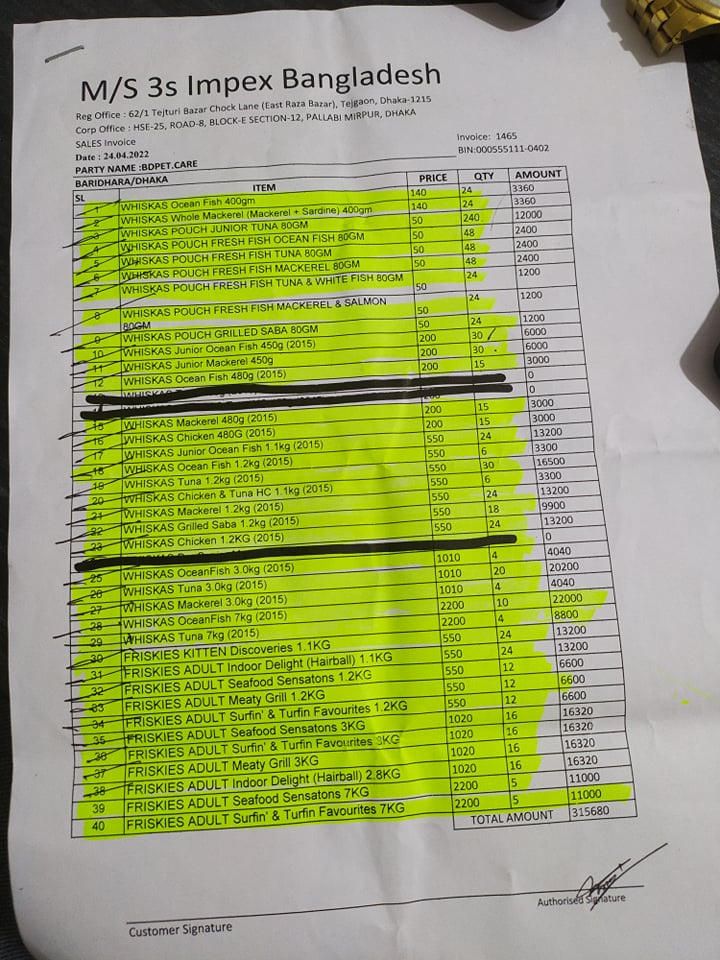 M/S 3s Impex Bangladesh
Reg Office : 62/1 Tejturi Bazar Chock Lane (East Raza Bazar), Tejgaon, Dhaka-1215
Corp Office : HSE-25, ROAD-8, BLOCK-E SECTION-12, PALLABI MIRPUR, DHAKA
SALES Invoice Invoice: 1465
Date : 24.04.2022 BIN:000555111-0402
PARTY NAME :BDPET.CARE
BARIDHARA/DHAKA
SL ITEM PRICE QTY AMOUNT
1 WHISKAS Ocean Fish 400gm 140 24 3360
2 WHISKAS Whole Mackerel (Mackerel + Sardine) 400gm 140 24 3360
3 WHISKAS POUCH JUNIOR TUNA 80GM 50 240 12000
4 WHISKAS POUCH FRESH FISH OCEAN FISH 80GM 50 48 2400
5 WHISKAS POUCH FRESH FISH TUNA 80GM 50 48 2400
6 WHISKAS POUCH FRESH FISH MACKEREL 80GM 50 48 2400
7 WHISKAS POUCH FRESH FISH TUNA & WHITE FISH 80GM 50 24 1200
8 WHISKAS POUCH FRESH FISH MACKEREL & SALMON 50 24 1200
80GM
9 WHISKAS POUCH GRILLED SABA 80GM 50 24 1200
10 WHISKAS Junior Ocean Fish 450g (2015) 200 30 6000
11 WHISKAS Junior Mackerel 450g 200 30 6000
12 WHISKAS Ocean Fish 480g (2015) 200 15 3000
0
0
15 WHISKAS Mackerel 480g (2015) 200 15 3000
16 WHISKAS Chicken 480G (2015) 200 15 3000
17 WHISKAS Junior Ocean Fish 1.1kg (2015) 550 24 13200
18 WHISKAS Ocean Fish 1.2kg (2015) 550 6 3300
19 WHISKAS Tuna 1.2kg (2015) 550 30 16500
20 WHISKAS Chicken & Tuna HC 1.1kg (2015) 550 6 3300
21 WHISKAS Mackerel 1.2kg (2015) 550 24 13200
22 WHISKAS Grilled Saba 1.2kg (2015) 550 18 9900
23 WHISKAS Chicken 1.2KG (2015) 550 24 13200
0
25 WHISKAS OceanFish 3.0kg (2015) 1010 4 4040
26 WHISKAS Tuna 3.0kg (2015) 1010 20 20200
27 WHISKAS Mackerel 3.0kg (2015) 1010 4 4040
28 WHISKAS OceanFish 7kg (2015) 2200 10 22000
29 WHISKAS Tuna 7kg (2015) 2200 4 8800
30 FRISKIES KITTEN Discoveries 1.1KG 550 24 13200
31 FRISKIES ADULT Indoor Delight (Hairball) 1.1KG 550 24 13200
32 FRISKIES ADULT Seafood Sensatons 1.2KG 550 12 6600
33 FRISKIES ADULT Meaty Grill 1.2KG 550 12 6600
34 FRISKIES ADULT Surfin' & Turfin Favourites 1.2KG 550 12 6600
35 FRISKIES ADULT Seafood Sensatons 3KG 1020 16 16320
36 FRISKIES ADULT Surfin' & Turfin Favourites 3KG 1020 16 16320
37 FRISKIES ADULT Meaty Grill 3KG 1020 16 16320
38 FRISKIES ADULT Indoor Delight (Hairball) 2.8KG 1020 16 16320
39 FRISKIES ADULT Seafood Sensatons 7KG 2200 5 11000
40 FRISKIES ADULT Surfin' & Turfin Favourites 7KG 2200 5 11000
TOTAL AMOUNT 315680
Authorised Signature
Customer Signature